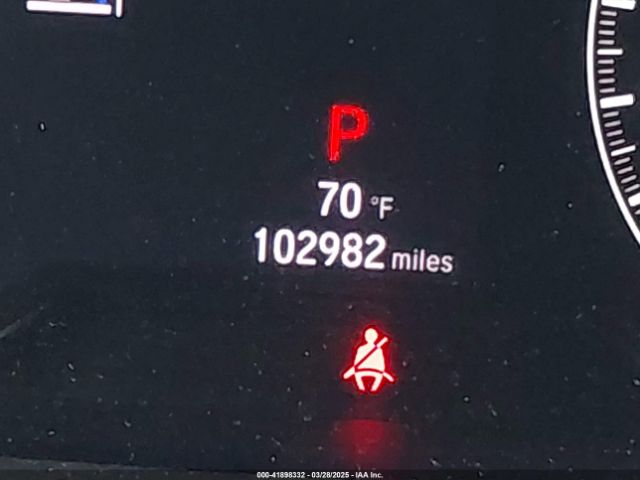 P
70 °F
102982 miles
000-41898332 - 03/28/2025 - IAA Inc.